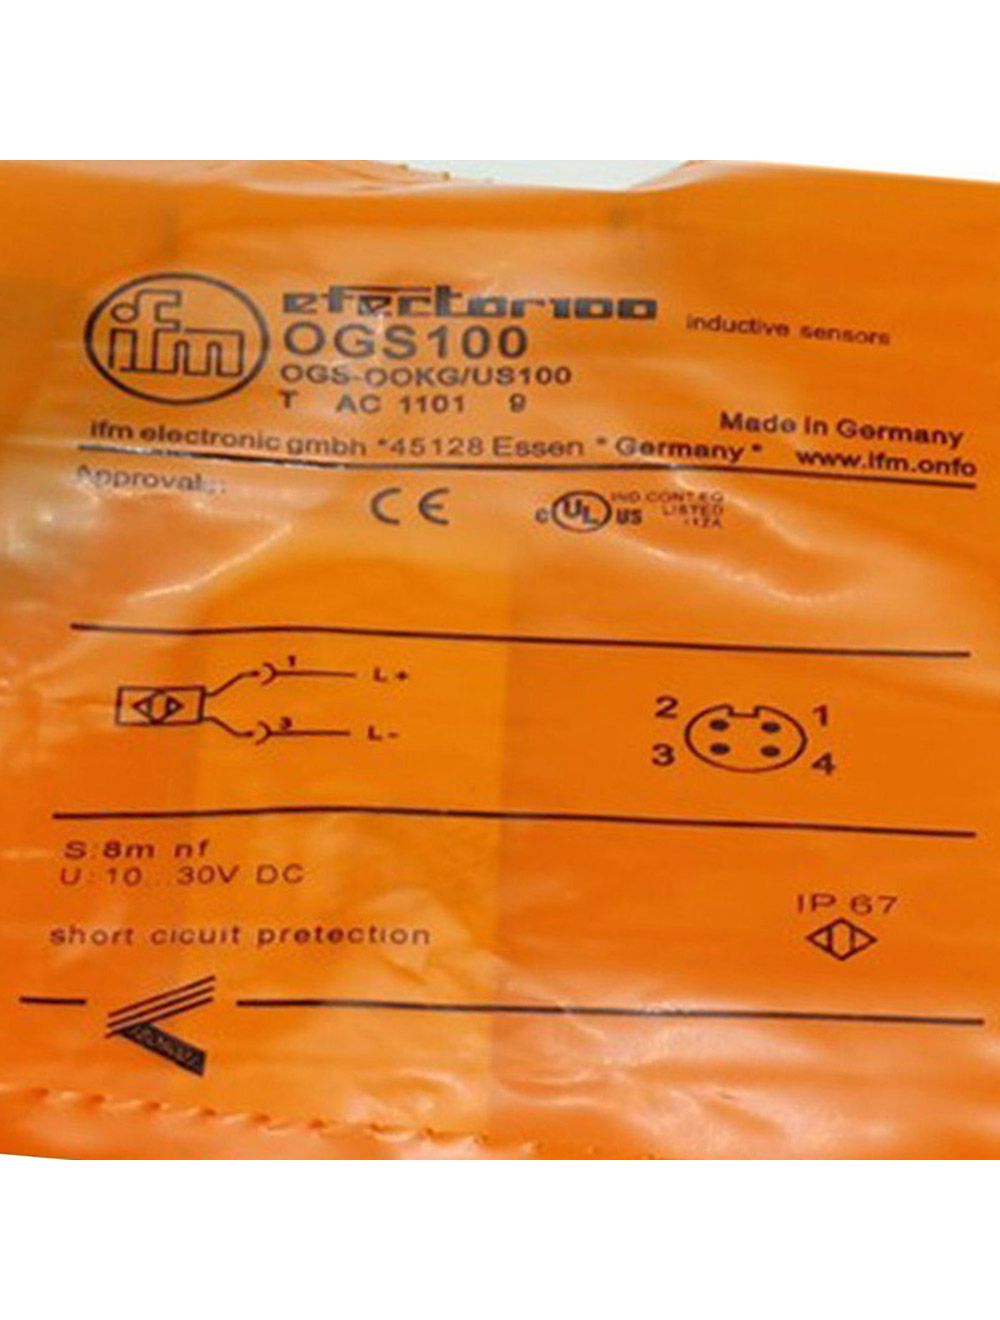 ifm
efector100
inductive sensors
OGS100
OGS-OOKG/US100
T AC 1101 9
Made in Germany
ifm electronic gmbh *45128 Essen * Germany *
www.ifm.onfo
Approval
CE
c UL US IND CONT.EQ
LISTED
1 L+
3 L-
2 1
3 4
S:8m nf
U:10...30V DC
IP 67
short cicuit pretection